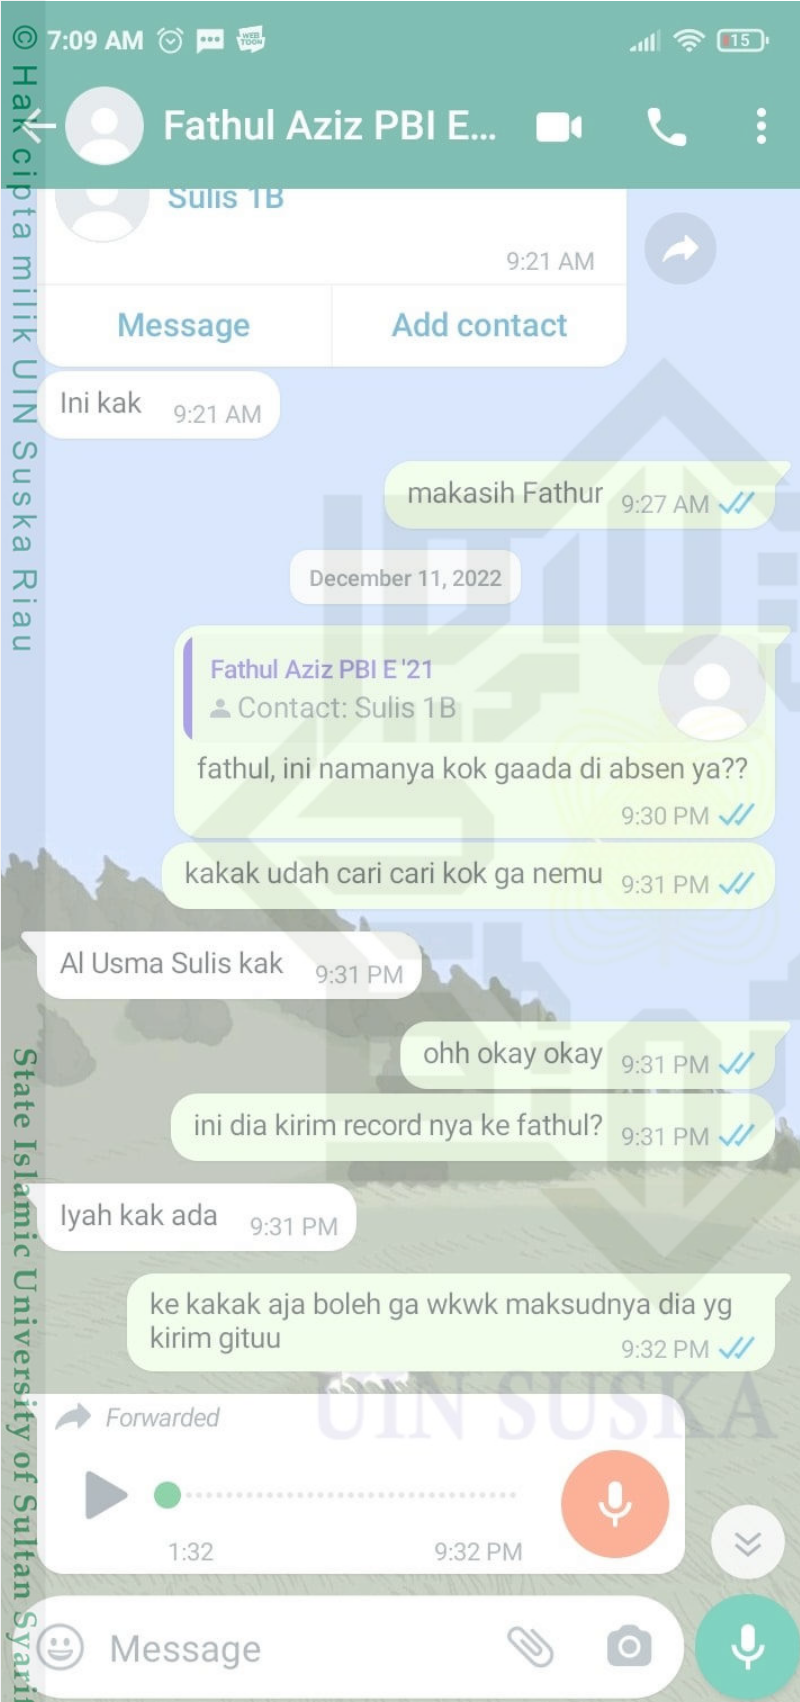 7:09 AM
15
Fathul Aziz PBI E...
Sulis 1B
9:21 AM
Message
Add contact
Ini kak 9:21 AM
makasih Fathur 9:27 AM
December 11, 2022
Fathul Aziz PBI E '21
Contact: Sulis 1B
fathul, ini namanya kok gaada di absen ya??
9:30 PM
kakak udah cari cari kok ga nemu 9:31 PM
Al Usma Sulis kak 9:31 PM
ohh okay okay 9:31 PM
ini dia kirim record nya ke fathul? 9:31 PM
Iyah kak ada 9:31 PM
ke kakak aja boleh ga wkwk maksudnya dia yg
kirim gituu 9:32 PM
Forwarded
1:32 9:32 PM
Message
© Hak cipta milik UIN Suska Riau
State Islamic University of Sultan Syarif
UIN SUSKA
WEB
TOON